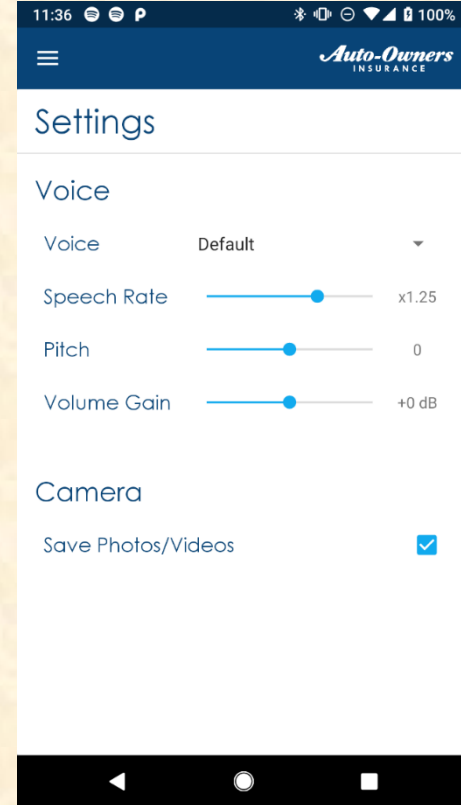 11:36 100%
Auto-Owners
INSURANCE
Settings
Voice
Voice Default
Speech Rate x1.25
Pitch 0
Volume Gain +0 dB
Camera
Save Photos/Videos